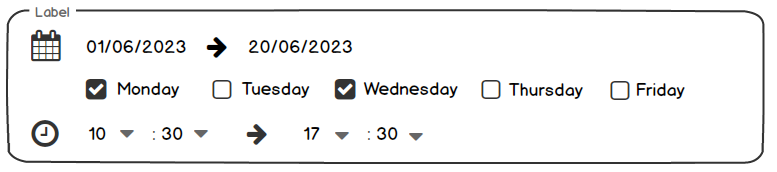 Label
01/06/2023 20/06/2023
Monday Tuesday Wednesday Thursday Friday
10 : 30 17 : 30